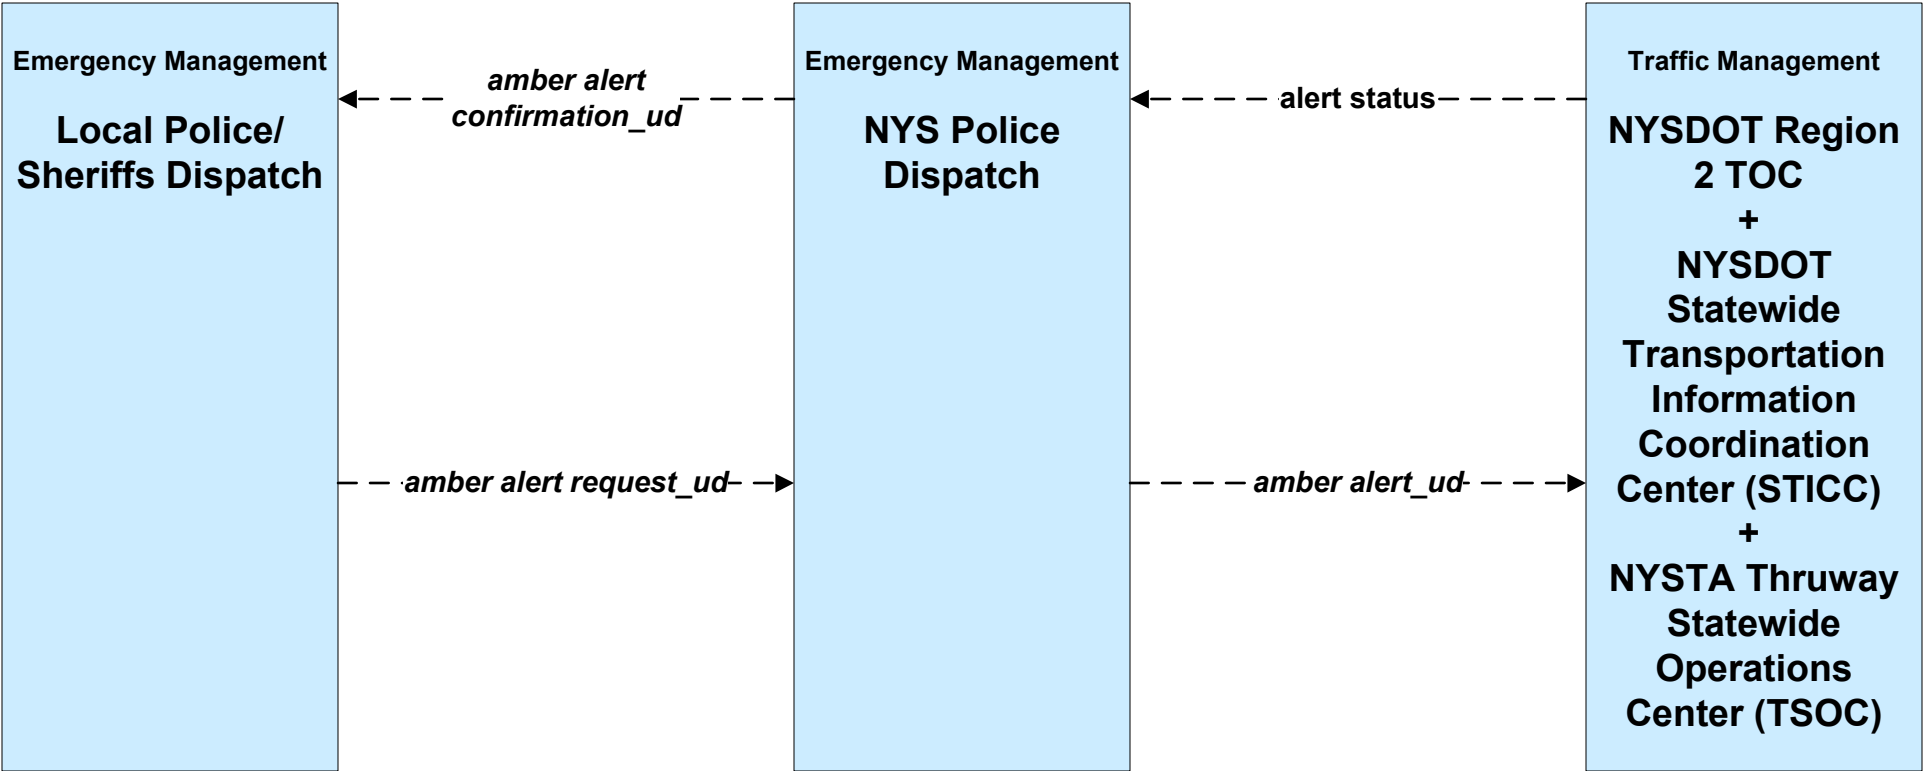 Emergency Management
Local Police/
Sheriffs Dispatch
amber alert
confirmation_ud
amber alert request_ud
Emergency Management
NYS Police
Dispatch
alert status
amber alert_ud
Traffic Management
NYSDOT Region
2 TOC
+
NYSDOT
Statewide
Transportation
Information
Coordination
Center (STICC)
+
NYSTA Thruway
Statewide
Operations
Center (TSOC)